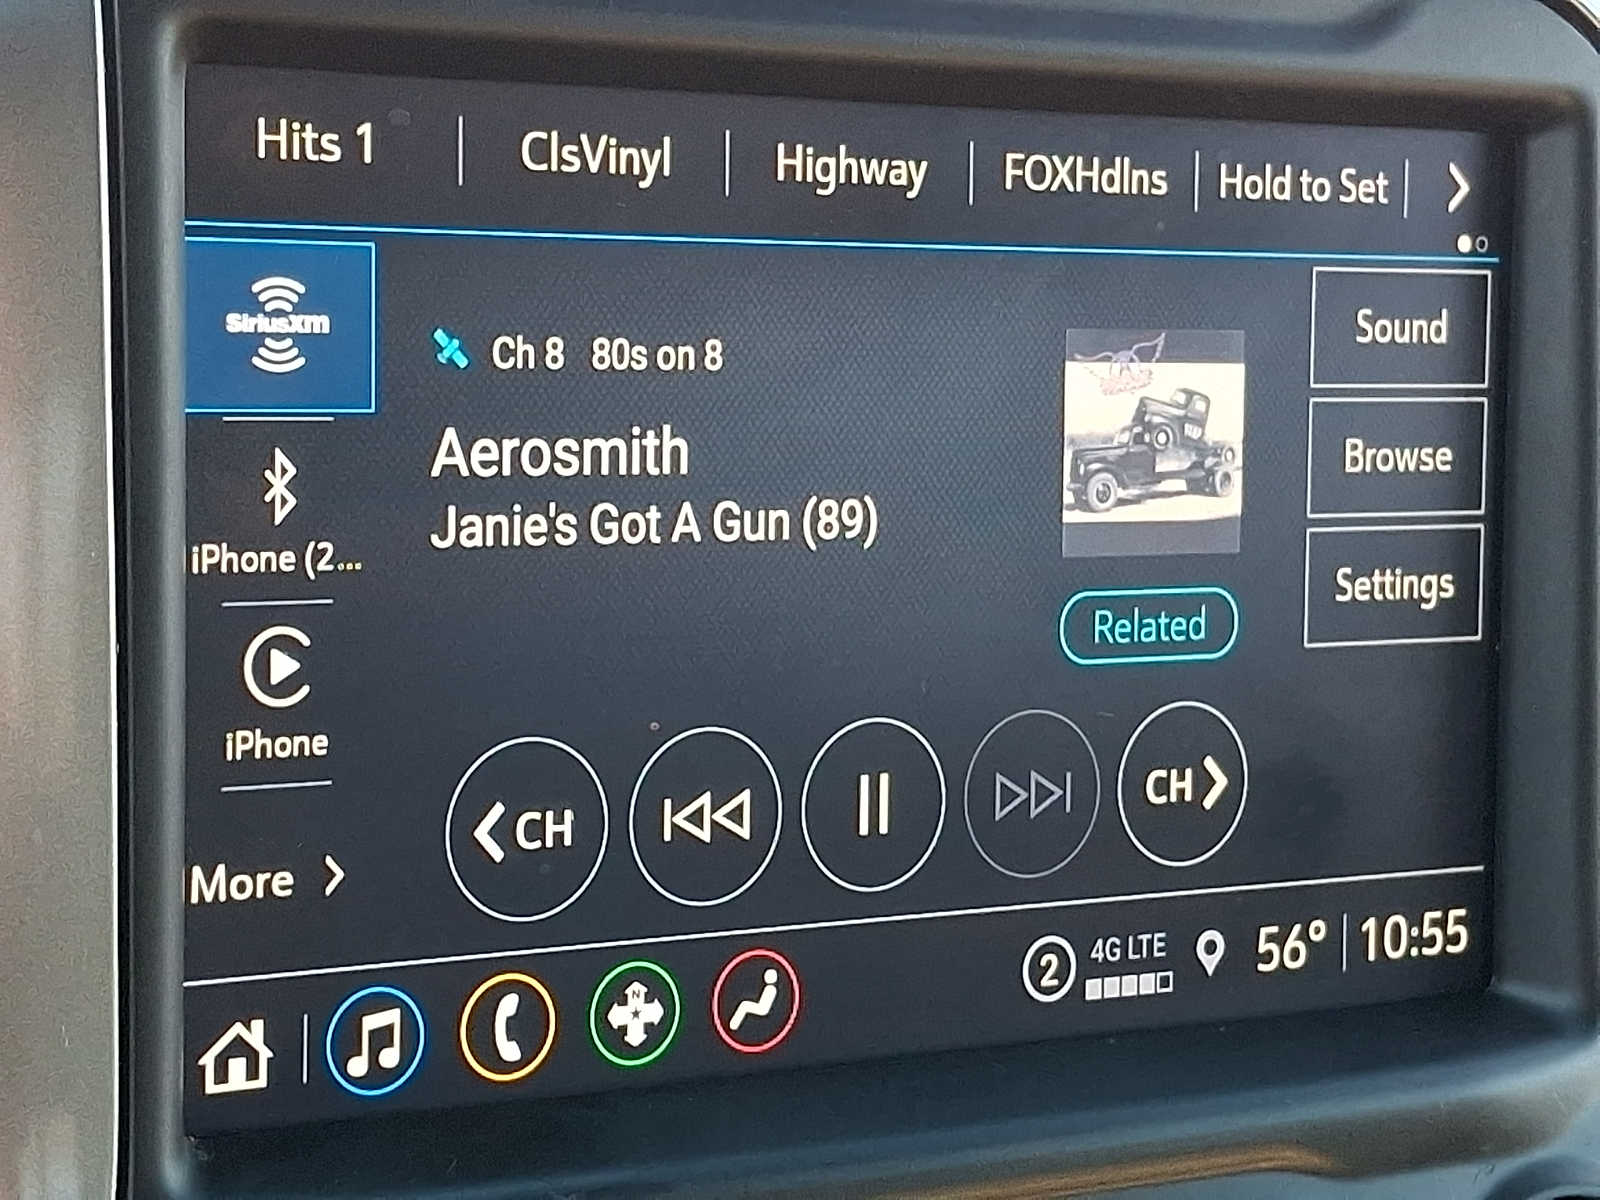 Hits 1
ClsVinyl
Highway
FOXHdlns
Hold to Set
SiriusXM
Ch 8 80s on 8
Sound
Aerosmith
Janie's Got A Gun (89)
Browse
iPhone (2...
Related
Settings
iPhone
CH
CH
More
4G LTE
2
56°
10:55
N